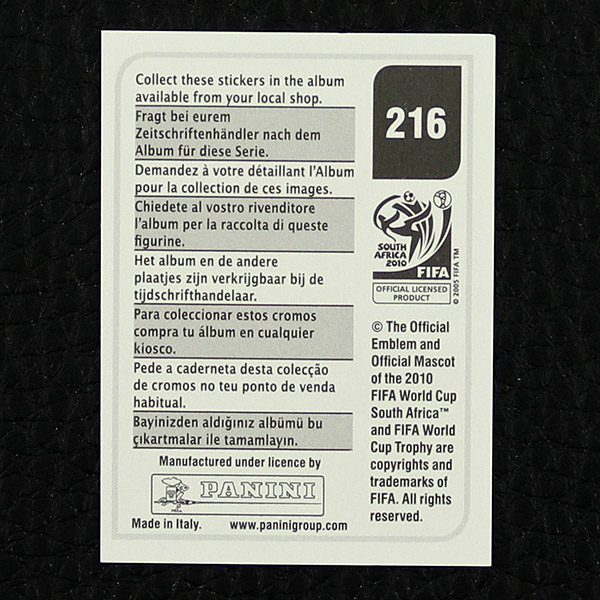 Collect these stickers in the album
available from your local shop.
Fragt bei eurem
Zeitschriftenhändler nach dem
Album für diese Serie.
Demandez à votre détaillant l'Album
pour la collection de ces images.
Chiedete al vostro rivenditore
l'album per la raccolta di queste
figurine.
Het album en de andere
plaatjes zijn verkrijgbaar bij de
tijdschrifthandelaar.
Para coleccionar estos cromos
compra tu álbum en cualquier
kiosco.
Pede a caderneta desta colecção
de cromos no teu ponto de venda
habitual.
Bayinizden aldığınız albümü bu
çıkartmalar ile tamamlayın.
Manufactured under licence by
PANINI
Made in Italy. www.paninigroup.com
216
SOUTH
AFRICA
2010
FIFA
OFFICIAL LICENSED
PRODUCT
© 2005 FIFA TM
© The Official
Emblem and
Official Mascot
of the 2010
FIFA World Cup
South Africa™
and FIFA World
Cup Trophy are
copyrights and
trademarks of
FIFA. All rights
reserved.